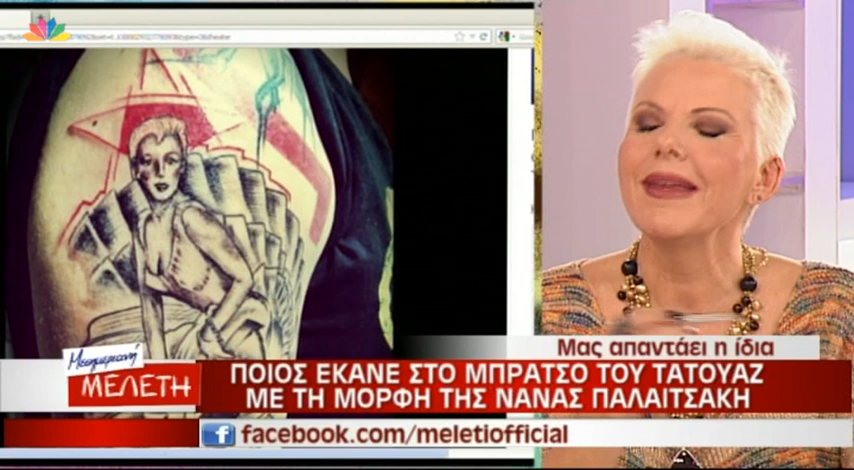 Μας απαντάει η ίδια
Μεσημεριανή
ΜΕΛΕΤΗ
ΠΟΙΟΣ ΕΚΑΝΕ ΣΤΟ ΜΠΡΑΤΣΟ ΤΟΥ ΤΑΤΟΥΑΖ
ΜΕ ΤΗ ΜΟΡΦΗ ΤΗΣ ΝΑΝΑΣ ΠΑΛΑΙΤΣΑΚΗ
f facebook.com/meletiofficial